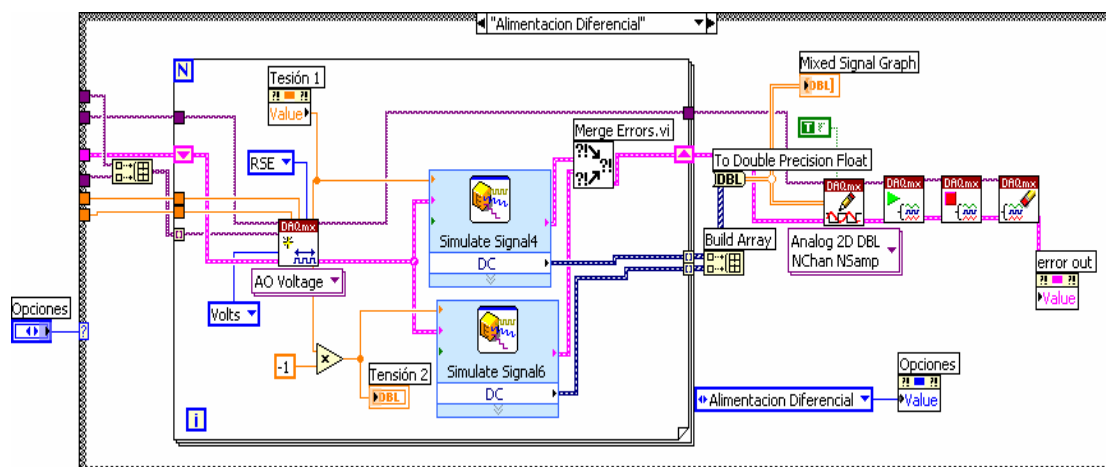 "Alimentacion Diferencial"
N
Tesión 1
?! ?!
Value
Mixed Signal Graph
DBL
Merge Errors.vi
?!
?!
?!
T F
To Double Precision Float
DBL
RSE
DAQmx
DAQmx
DAQmx
DAQmx
DAQmx
Simulate Signal4
DC
Build Array
Analog 2D DBL
NChan NSamp
AO Voltage
error out
?! ?!
Value
Opciones
?
Volts
-1
x
Simulate Signal6
DC
Tensión 2
DBL
Opciones
?! ?!
Value
Alimentacion Diferencial
i